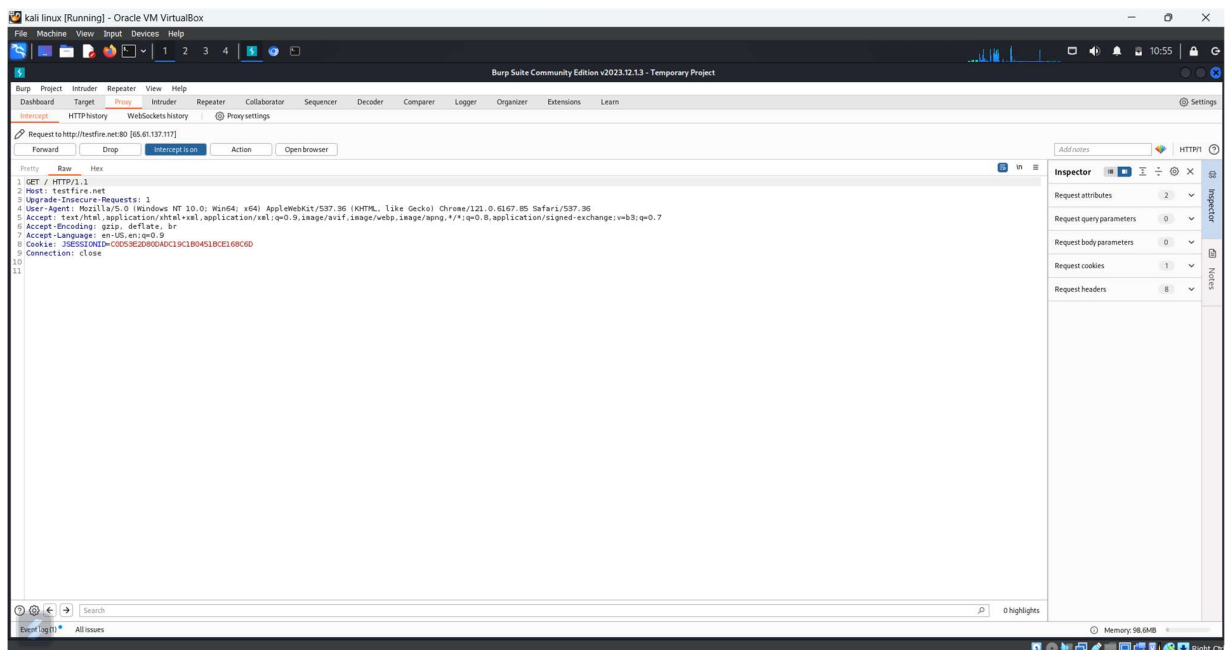 kali linux [Running] - Oracle VM VirtualBox
File Machine View Input Devices Help
1 2 3 4
10:55
Burp Suite Community Edition v2023.12.1.3 - Temporary Project
Burp Project Intruder Repeater View Help
Dashboard Target Proxy Intruder Repeater Collaborator Sequencer Decoder Comparer Logger Organizer Extensions Learn Settings
Intercept HTTP history WebSockets history Proxy settings
Request to http://testfire.net:80 [65.61.137.117]
Forward Drop Intercept is on Action Open browser Add notes HTTP/1
Pretty Raw Hex \n
Inspector
1 GET / HTTP/1.1
2 Host: testfire.net
3 Upgrade-Insecure-Requests: 1
4 User-Agent: Mozilla/5.0 (Windows NT 10.0; Win64; x64) AppleWebKit/537.36 (KHTML, like Gecko) Chrome/121.0.6167.85 Safari/537.36
5 Accept: text/html,application/xhtml+xml,application/xml;q=0.9,image/avif,image/webp,image/apng,*/*;q=0.8,application/signed-exchange;v=b3;q=0.7
6 Accept-Encoding: gzip, deflate, br
7 Accept-Language: en-US,en;q=0.9
8 Cookie: JSESSIONID=C0D53E2D80DADC19C1B0451BCE168C6D
9 Connection: close
10
11
Request attributes 2
Request query parameters 0
Request body parameters 0
Request cookies 1
Request headers 8
Inspector
Notes
Search 0 highlights
Event log (1) All issues Memory: 98.6MB
Right Ctrl